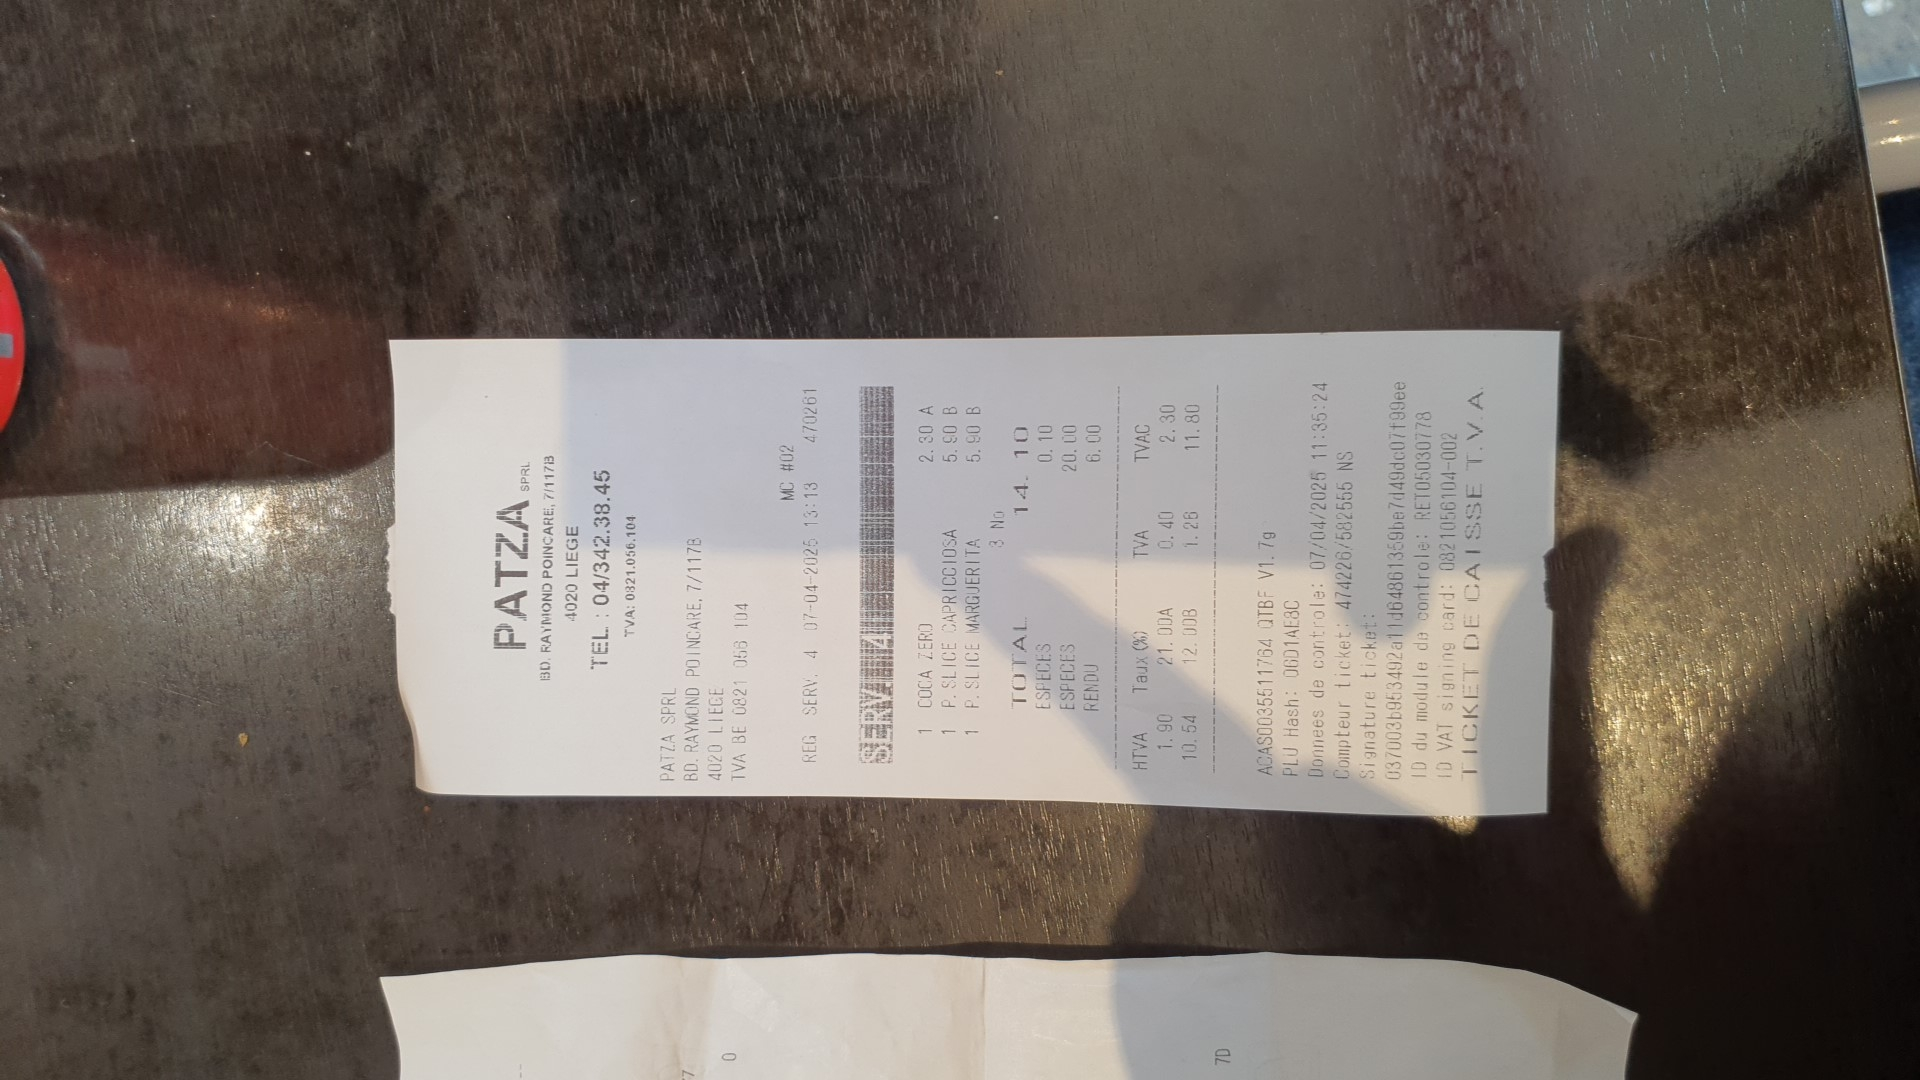 PATZA SPRL
BD. RAYMOND POINCARE, 7/117B
4020 LIEGE
TEL. : 04/342.38.45
TVA: 0821.056.104
PATZA SPRL
BD. RAYMOND POINCARE, 7/117B
4020 LIEGE
TVA BE 0821 056 104
MC #02
REG SERV. 4 07-04-2025 13:13 470261
1 COCA ZERO 2.30 A
1 P.SLICE CAPRICCIOSA 5.90 B
1 P.SLICE MARGUERITA 5.90 B
3 No
TOTAL 14.10
ESPECES 0.10
ESPECES 20.00
RENDU 6.00
HTVA Taux(%) TVA TVAC
1.90 21.00A 0.40 2.30
10.54 12.00B 1.26 11.80
PLU Hash: 06D1AE8C
Donnees de controle: 07/04/2025 11:35:24
Compteur ticket: 474226/582555 NS
Signature ticket:
ID du module de controle: RET05030778
ID VAT signing card: 0821056104-002
TICKET DE CAISSE T.V.A.
0
7D